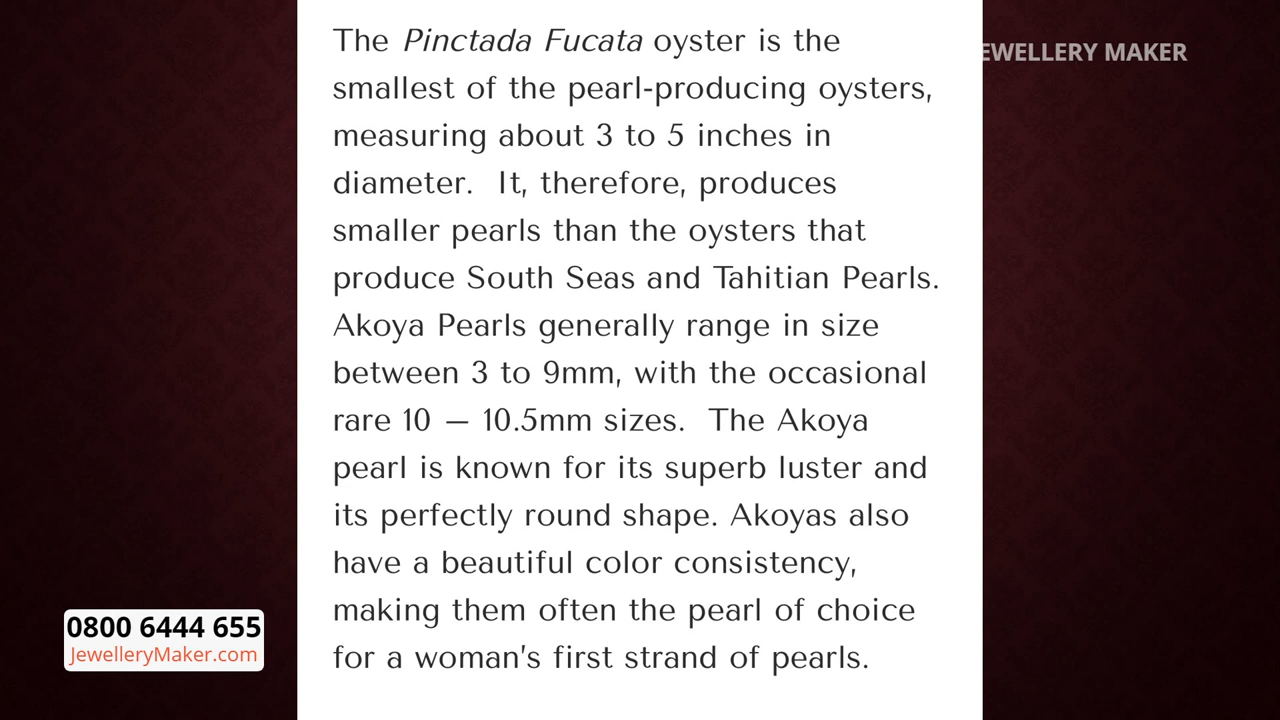 The Pinctada Fucata oyster is the
smallest of the pearl-producing oysters,
measuring about 3 to 5 inches in
diameter.  It, therefore, produces
smaller pearls than the oysters that
produce South Seas and Tahitian Pearls.
Akoya Pearls generally range in size
between 3 to 9mm, with the occasional
rare 10 – 10.5mm sizes.  The Akoya
pearl is known for its superb luster and
its perfectly round shape. Akoyas also
have a beautiful color consistency,
making them often the pearl of choice
for a woman’s first strand of pearls.
EWELLERY MAKER
0800 6444 655
JewelleryMaker.com